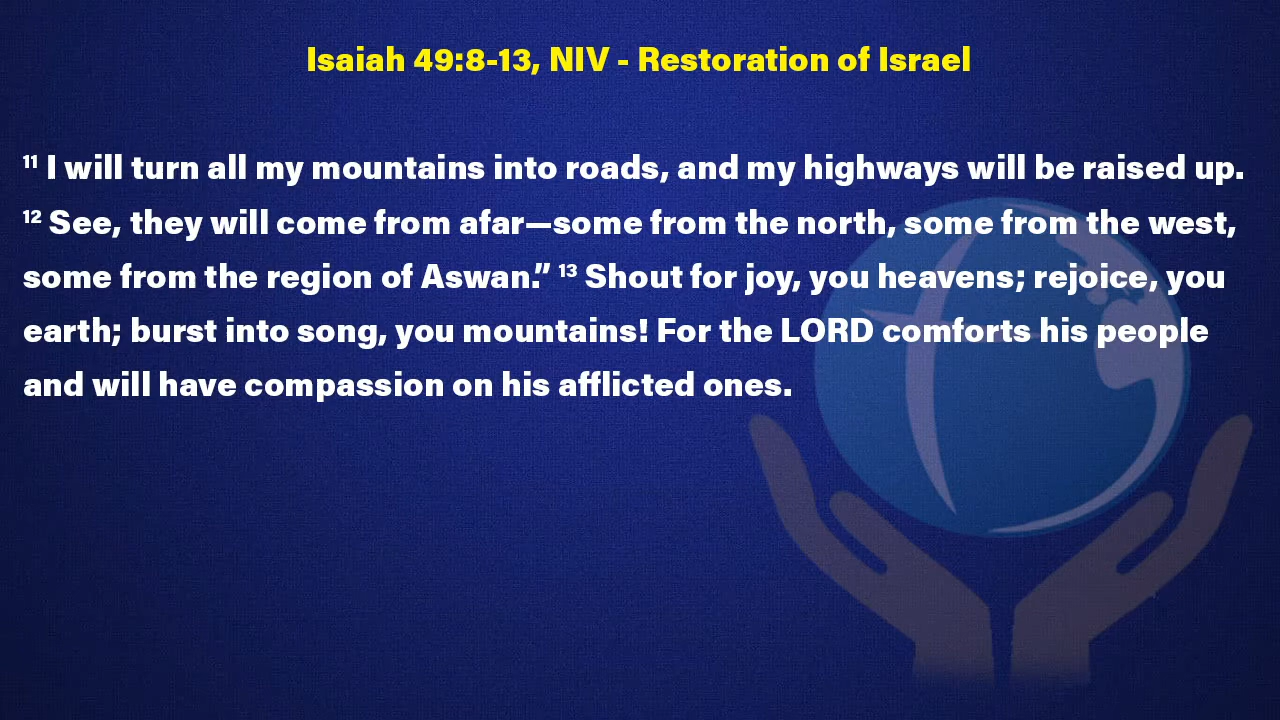 Isaiah 49:8-13, NIV - Restoration of Israel
¹¹ I will turn all my mountains into roads, and my highways will be raised up.
¹² See, they will come from afar—some from the north, some from the west,
some from the region of Aswan.” ¹³ Shout for joy, you heavens; rejoice, you
earth; burst into song, you mountains! For the LORD comforts his people
and will have compassion on his afflicted ones.